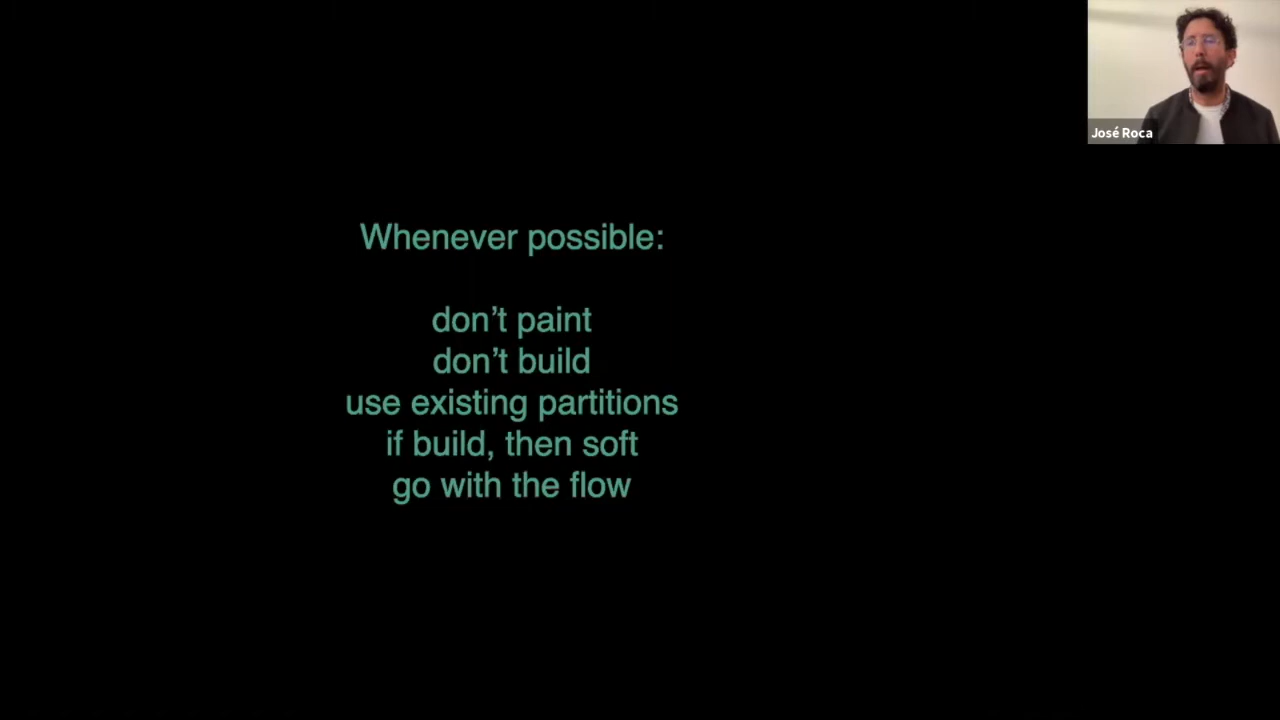 José Roca
Whenever possible:
don’t paint
don’t build
use existing partitions
if build, then soft
go with the flow